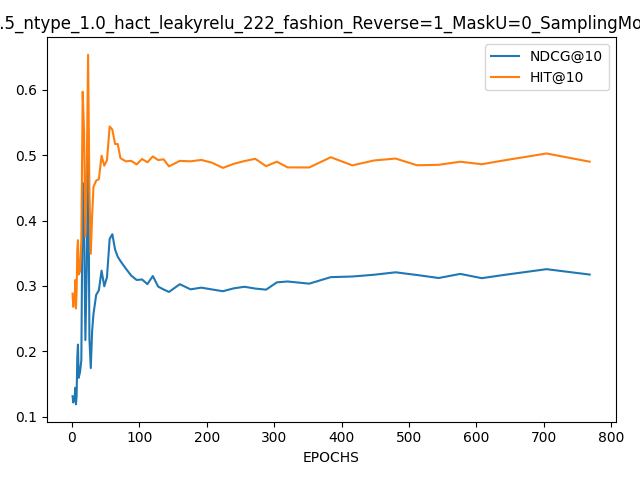 .5_ntype_1.0_hact_leakyrelu_222_fashion_Reverse=1_MaskU=0_SamplingMo
NDCG@10
HIT@10
0.6
0.5
0.4
0.3
0.2
0.1
0 100 200 300 400 500 600 700 800
EPOCHS